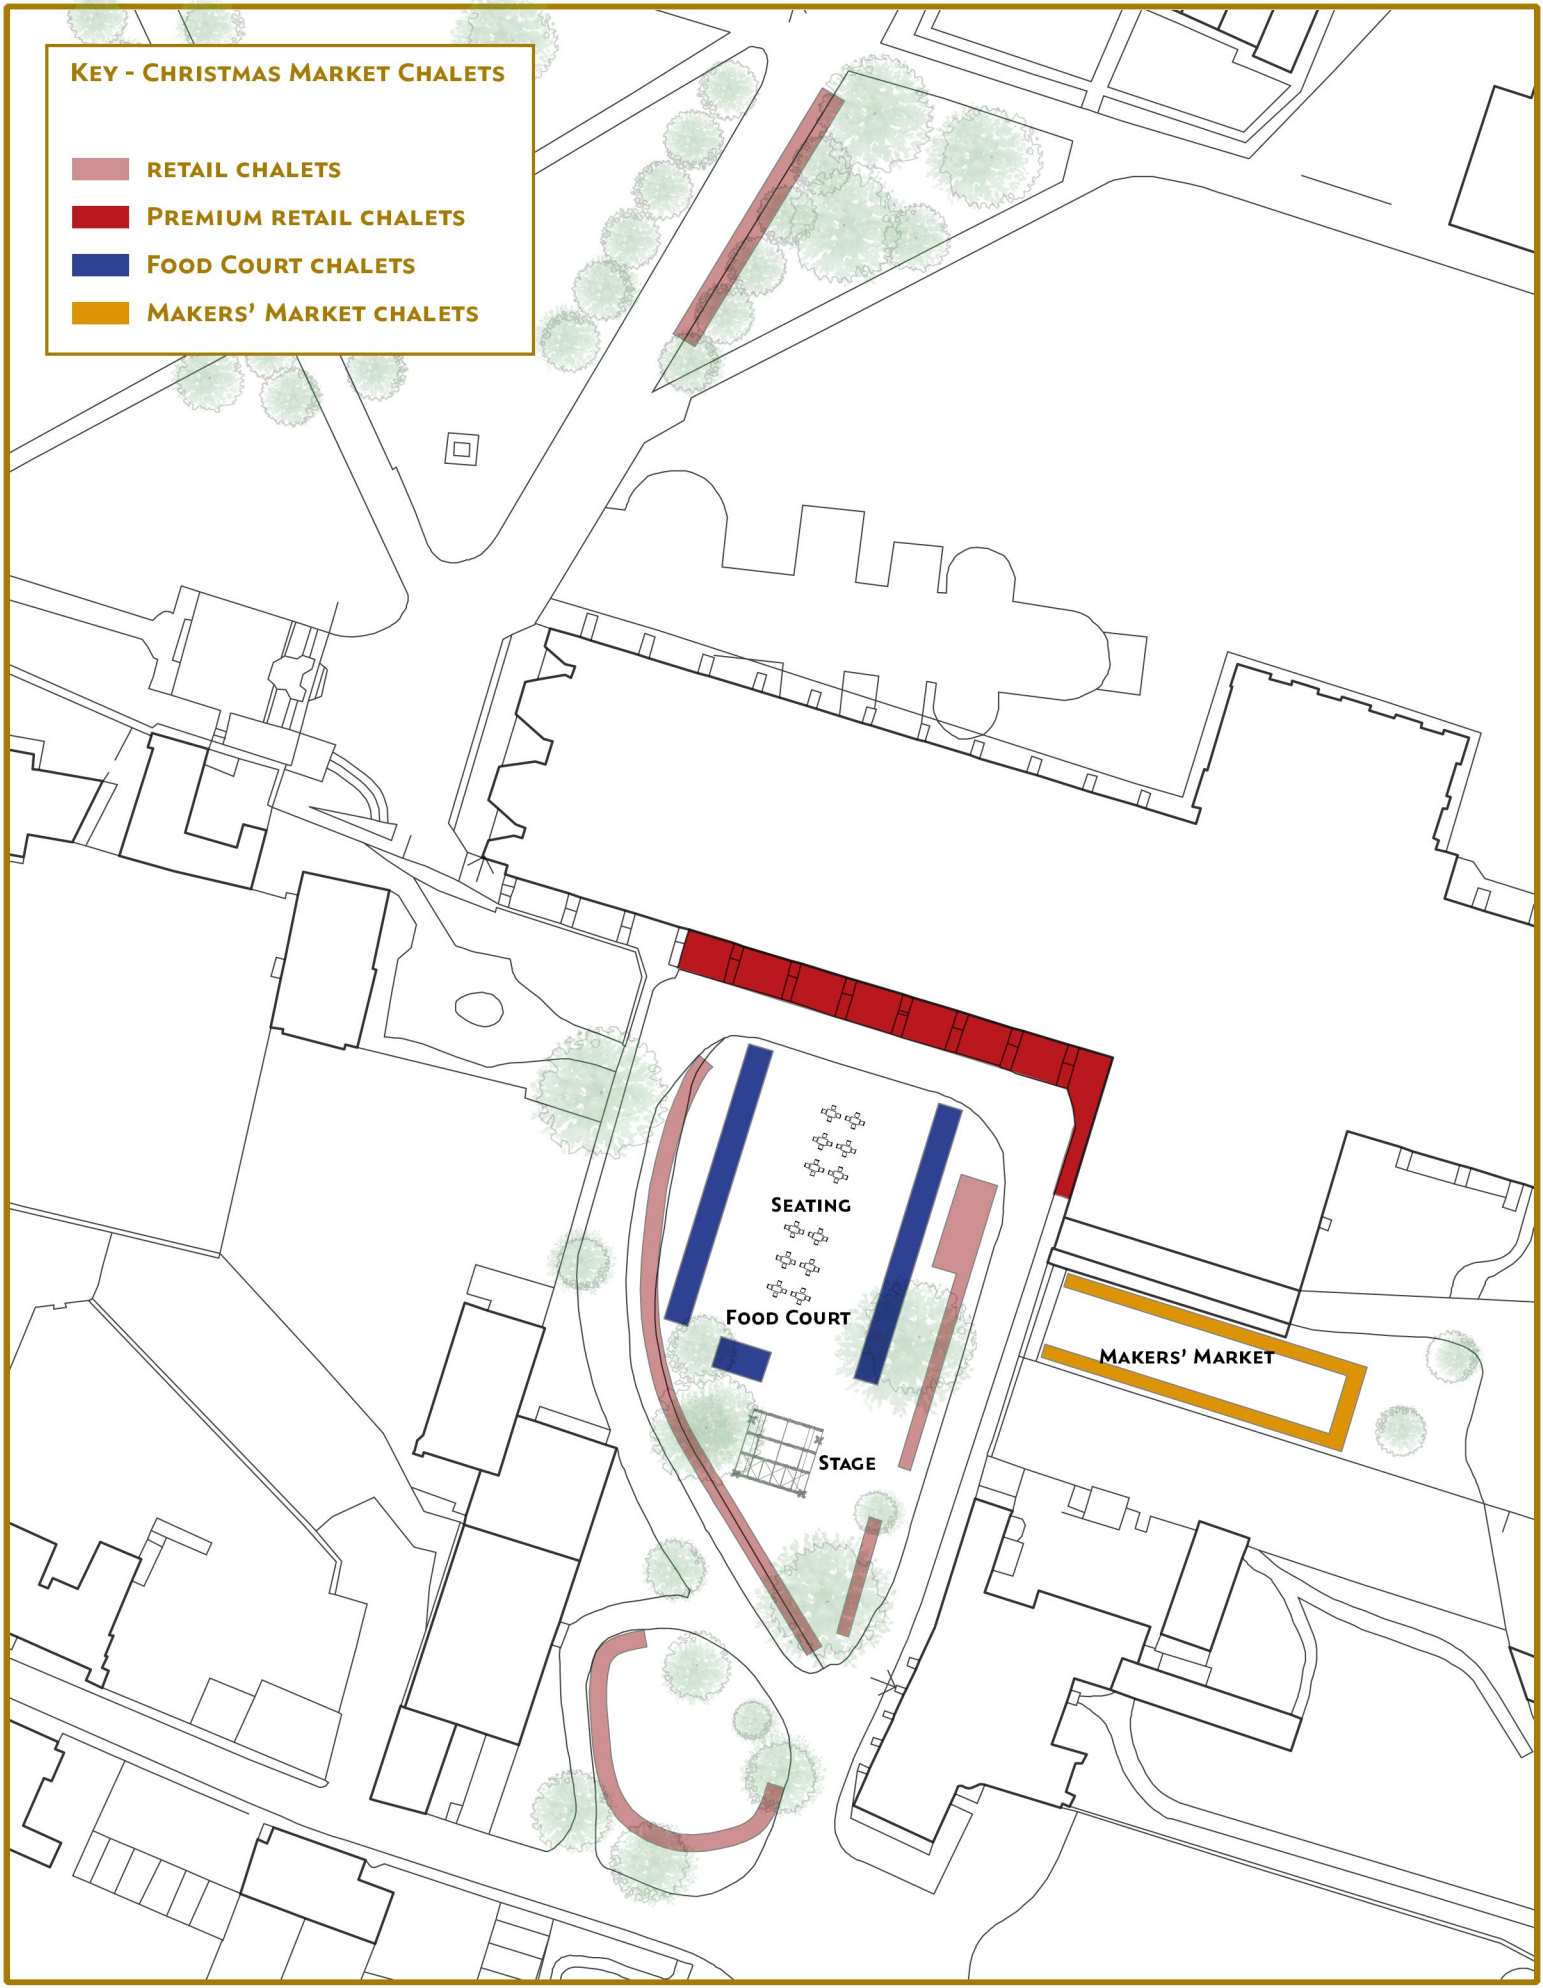 Key - Christmas Market Chalets
retail chalets
Premium retail chalets
Food Court chalets
Makers’ Market chalets
Seating
Food Court
Makers’ Market
Stage